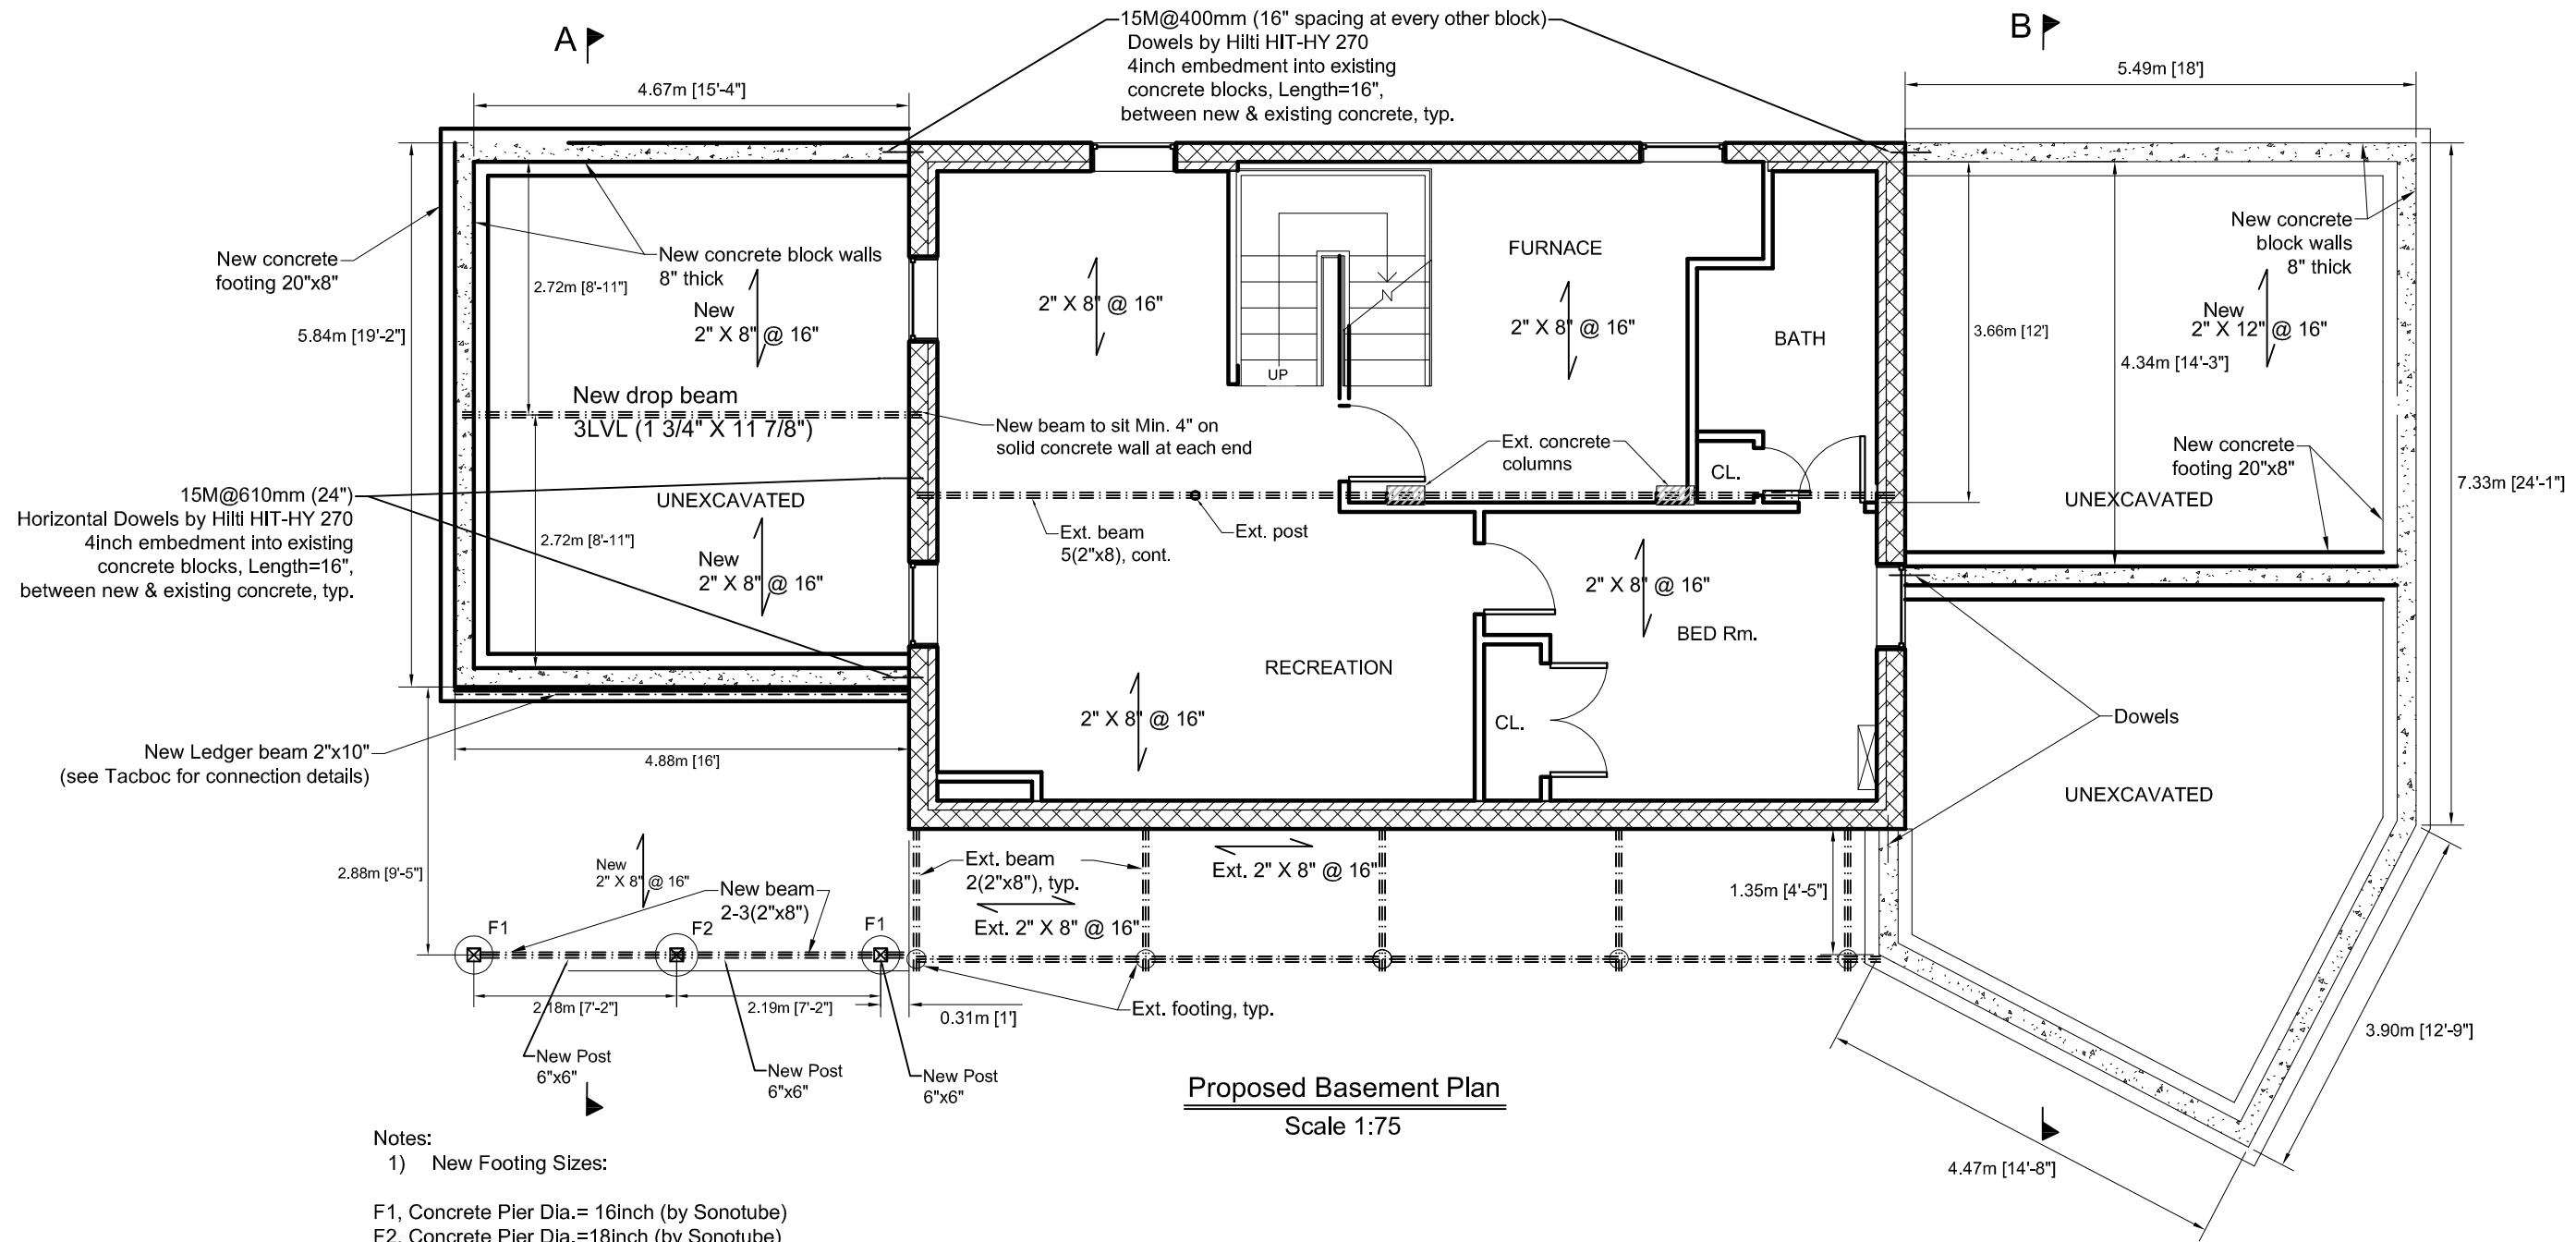 A
B
15M@400mm (16" spacing at every other block)
Dowels by Hilti HIT-HY 270
4inch embedment into existing
concrete blocks, Length=16",
between new & existing concrete, typ.
4.67m [15'-4"]
5.49m [18']
New concrete
footing 20"x8"
5.84m [19'-2"]
2.72m [8'-11"]
New concrete block walls
8" thick
New
2" X 8" @ 16"
New drop beam
3LVL (1 3/4" X 11 7/8")
UNEXCAVATED
2.72m [8'-11"]
New
2" X 8" @ 16"
15M@610mm (24")
Horizontal Dowels by Hilti HIT-HY 270
4inch embedment into existing
concrete blocks, Length=16",
between new & existing concrete, typ.
2" X 8" @ 16"
UP
N
FURNACE
2" X 8" @ 16"
BATH
New beam to sit Min. 4" on
solid concrete wall at each end
Ext. concrete
columns
CL.
Ext. beam
5(2"x8), cont.
Ext. post
2" X 8" @ 16"
BED Rm.
RECREATION
2" X 8" @ 16"
CL.
New concrete
block walls
8" thick
New
2" X 12" @ 16"
3.66m [12']
4.34m [14'-3"]
New concrete
footing 20"x8"
UNEXCAVATED
7.33m [24'-1"]
Dowels
UNEXCAVATED
New Ledger beam 2"x10"
(see Tacboc for connection details)
4.88m [16']
2.88m [9'-5"]
New
2" X 8" @ 16"
New beam
2-3(2"x8")
F1
F2
F1
Ext. beam
2(2"x8"), typ.
Ext. 2" X 8" @ 16"
Ext. 2" X 8" @ 16"
1.35m [4'-5"]
2.18m [7'-2"]
2.19m [7'-2"]
0.31m [1']
Ext. footing, typ.
New Post
6"x6"
New Post
6"x6"
New Post
6"x6"
3.90m [12'-9"]
4.47m [14'-8"]
Proposed Basement Plan
Scale 1:75
Notes:
1) New Footing Sizes:
F1, Concrete Pier Dia.= 16inch (by Sonotube)
F2, Concrete Pier Dia.=18inch (by Sonotube)